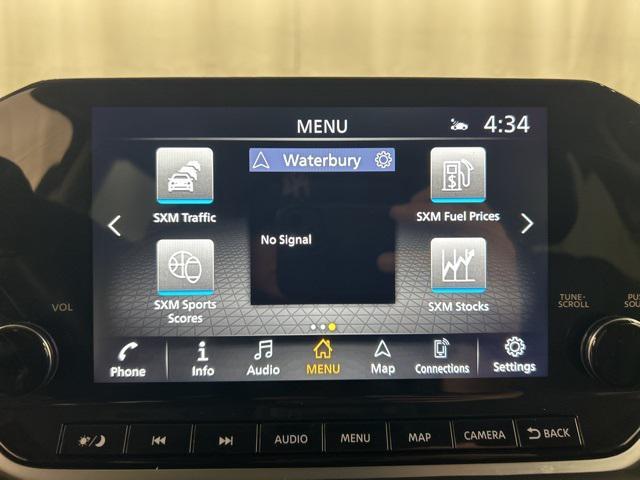 MENU
4:34
Waterbury
SXM Traffic
SXM Fuel Prices
No Signal
SXM Sports
Scores
SXM Stocks
VOL
TUNE-
SCROLL
Phone
Info
Audio
MENU
Map
Connections
Settings
AUDIO
MENU
MAP
CAMERA
BACK